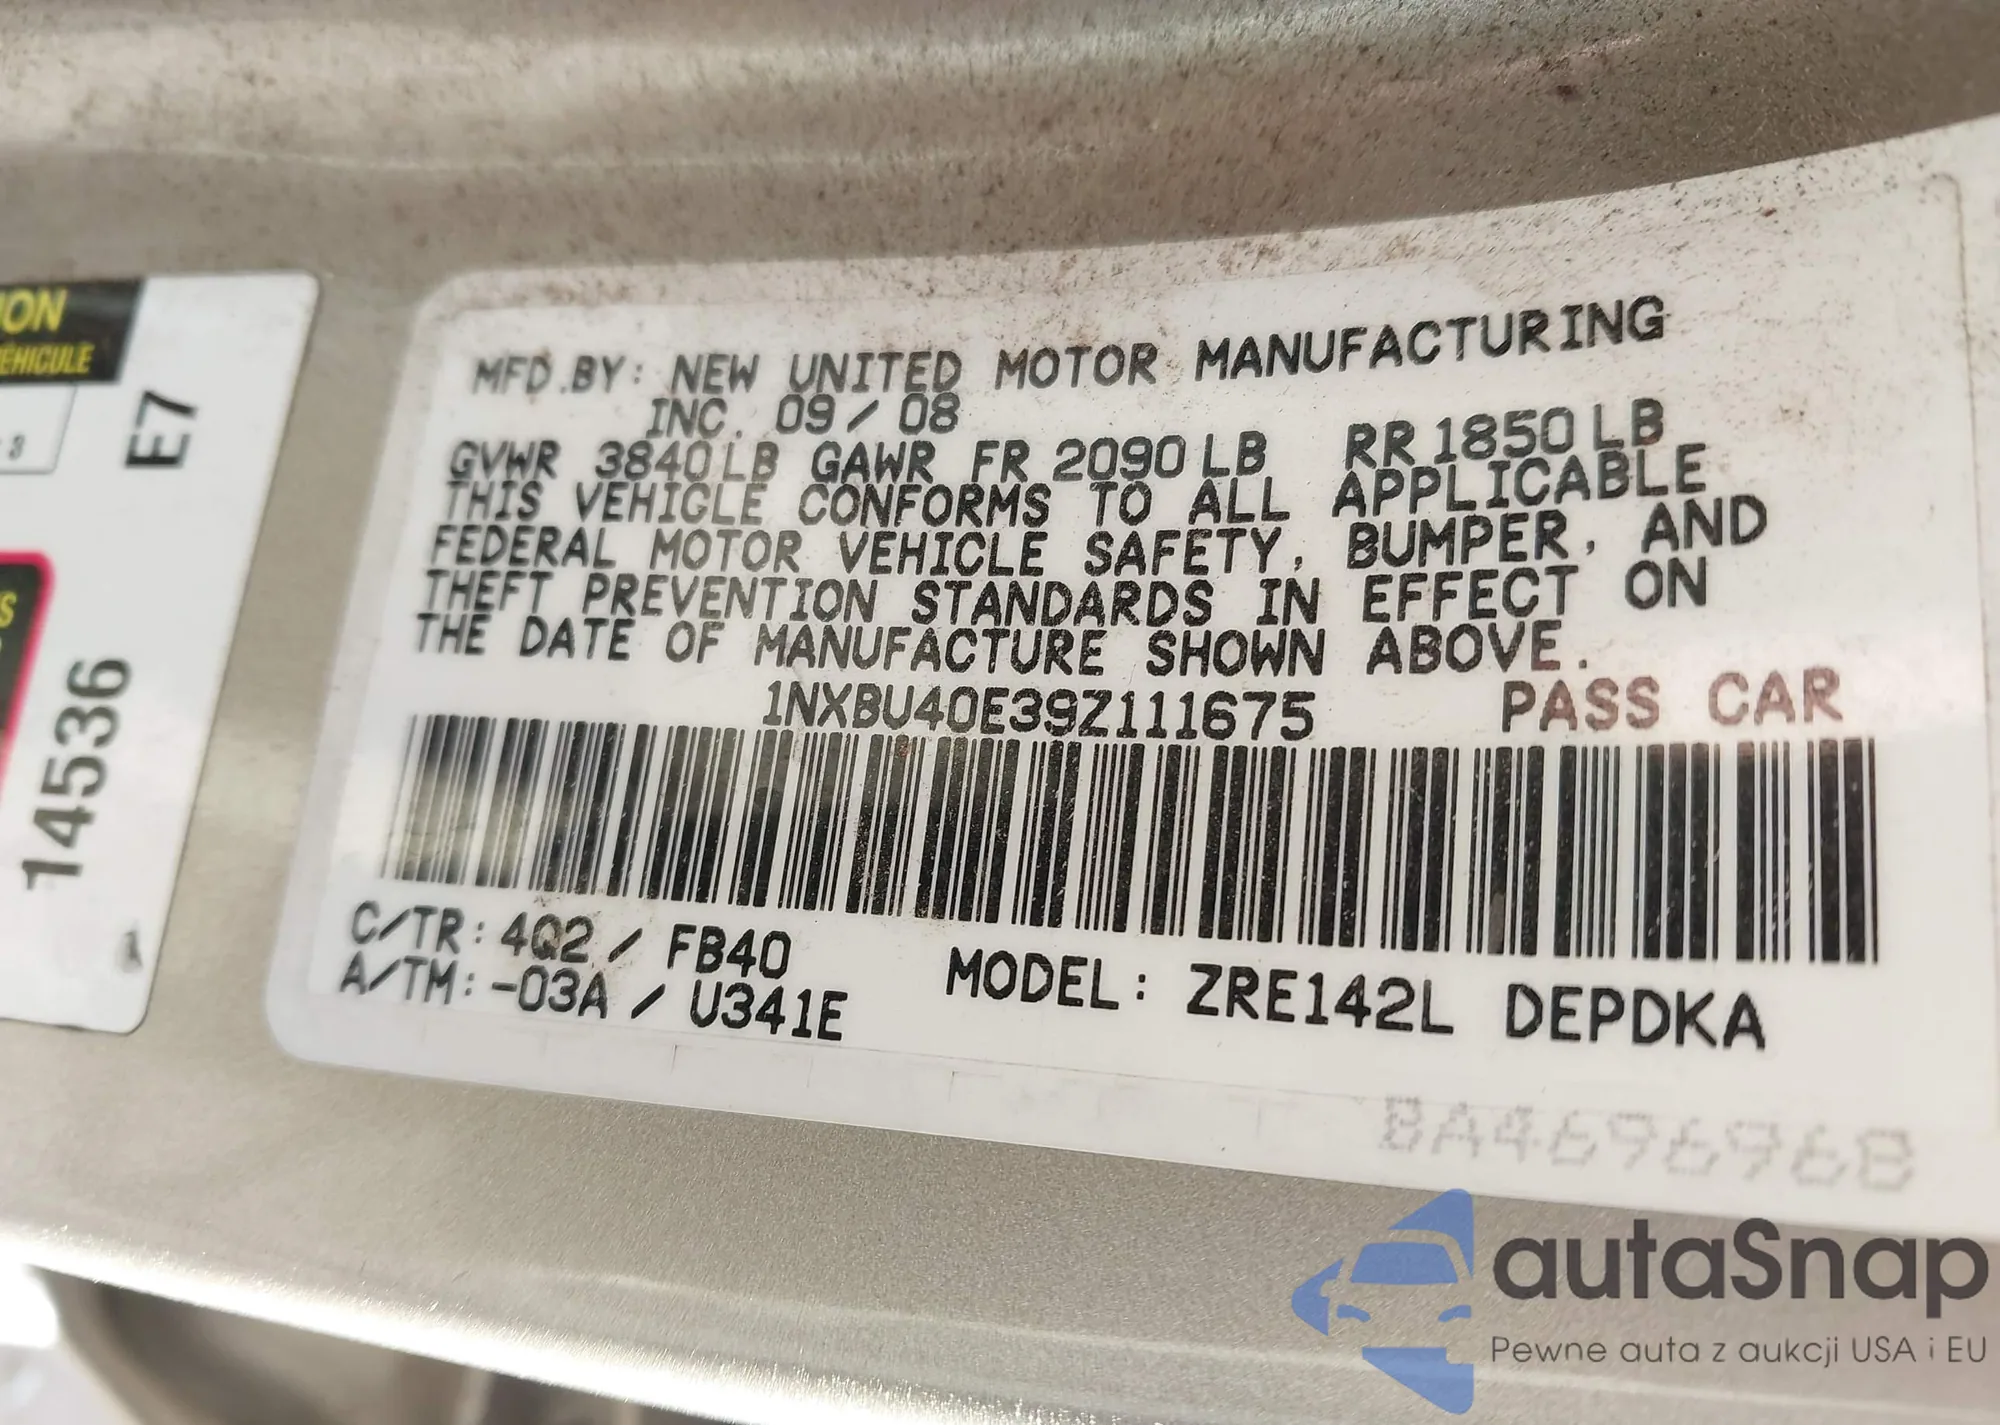 ION
ÉHICULE
E7
14536
MFD.BY: NEW UNITED MOTOR MANUFACTURING
INC. 09 / 08
GVWR 3840LB GAWR FR 2090LB RR 1850LB
THIS VEHICLE CONFORMS TO ALL APPLICABLE
FEDERAL MOTOR VEHICLE SAFETY, BUMPER, AND
THEFT PREVENTION STANDARDS IN EFFECT ON
THE DATE OF MANUFACTURE SHOWN ABOVE.
1NXBU40E39Z111675 PASS CAR
C/TR: 4Q2 / FB40
A/TM: -03A / U341E
MODEL: ZRE142L DEPDKA
BA4696968
autaSnap
Pewne auta z aukcji USA i EU